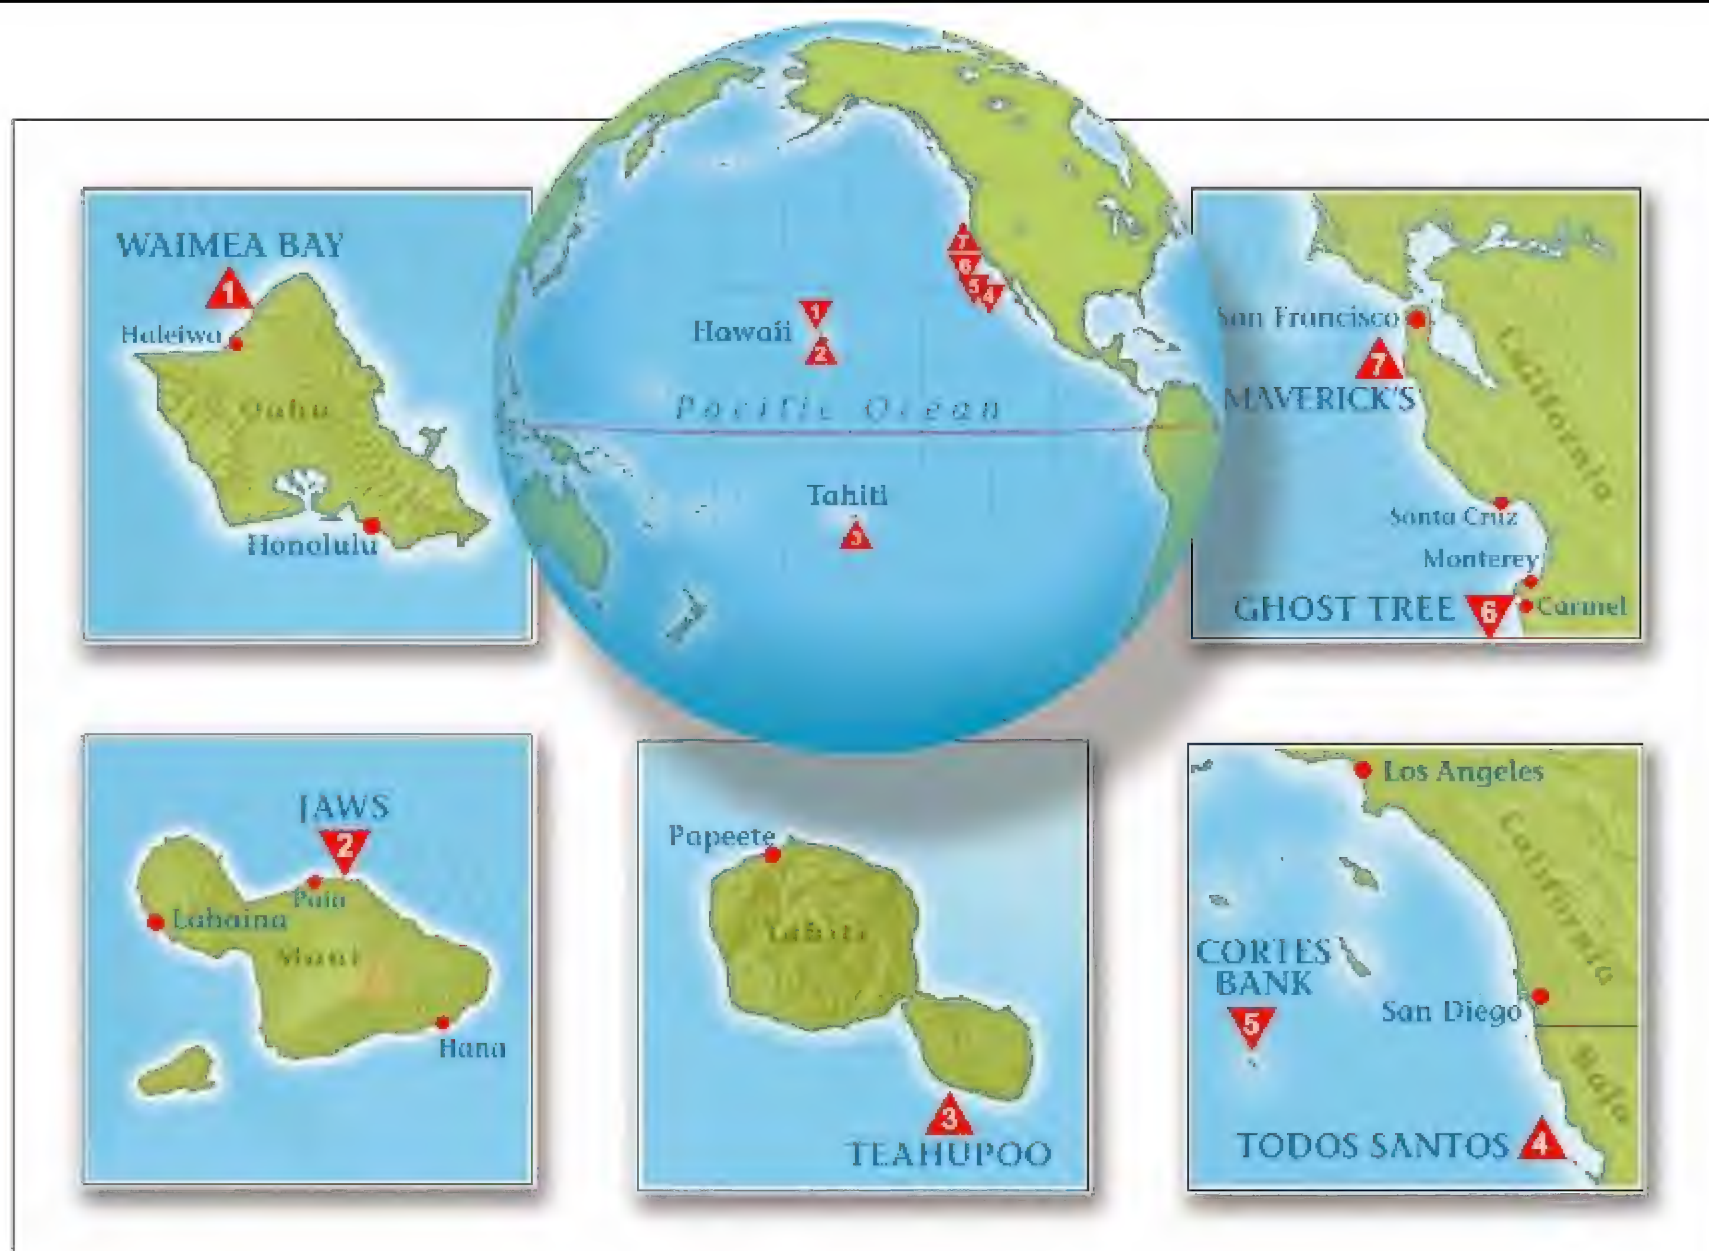 WAIMEA BAY
1
Haleiwa
Oahu
Honolulu
7
6
5
4
1
Hawaii
2
Pacific Ocean
Tahiti
3
San Francisco
7
MAVERICK'S
California
Santa Cruz
Monterey
GHOST TREE 6 Carmel
JAWS
2
Paia
Lahaina
Maui
Hana
Papeete
Tahiti
3
TEAHUPOO
Los Angeles
California
CORTES
BANK
5
San Diego
Baja
TODOS SANTOS 4